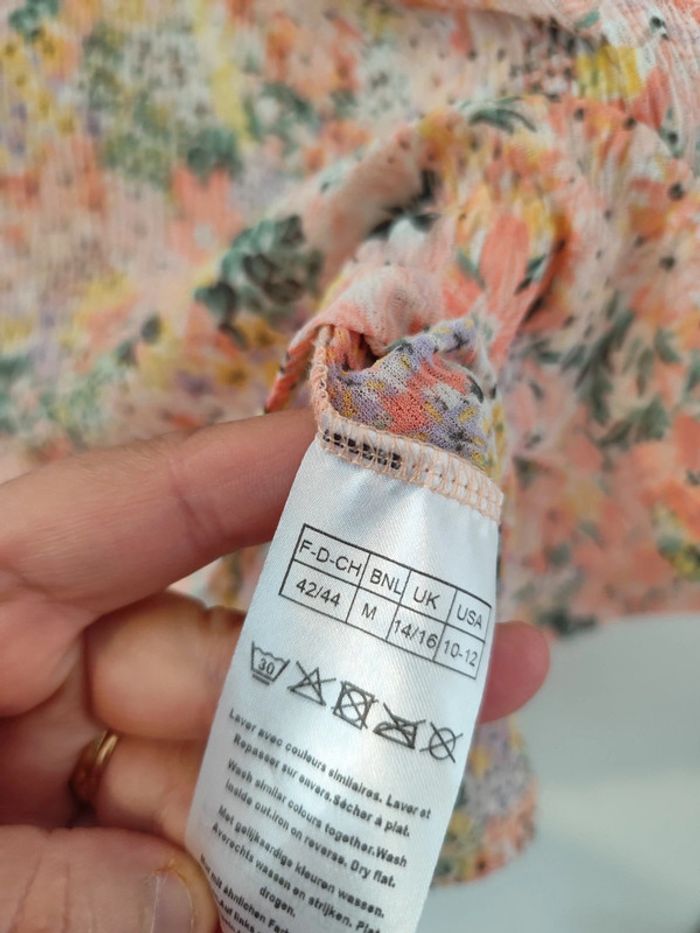 F-D-CH BNL UK USA
42/44 M 14/16 10-12
30
Laver avec couleurs similaires. Laver et
Repasser sur envers.Sécher à plat.
Wash similar colours together.Wash
inside out.iron on reverse. Dry flat.
Met gelijkaardige kleuren wassen.
Averechts wassen en strijken. Plat
drogen.
mit ähnlichen